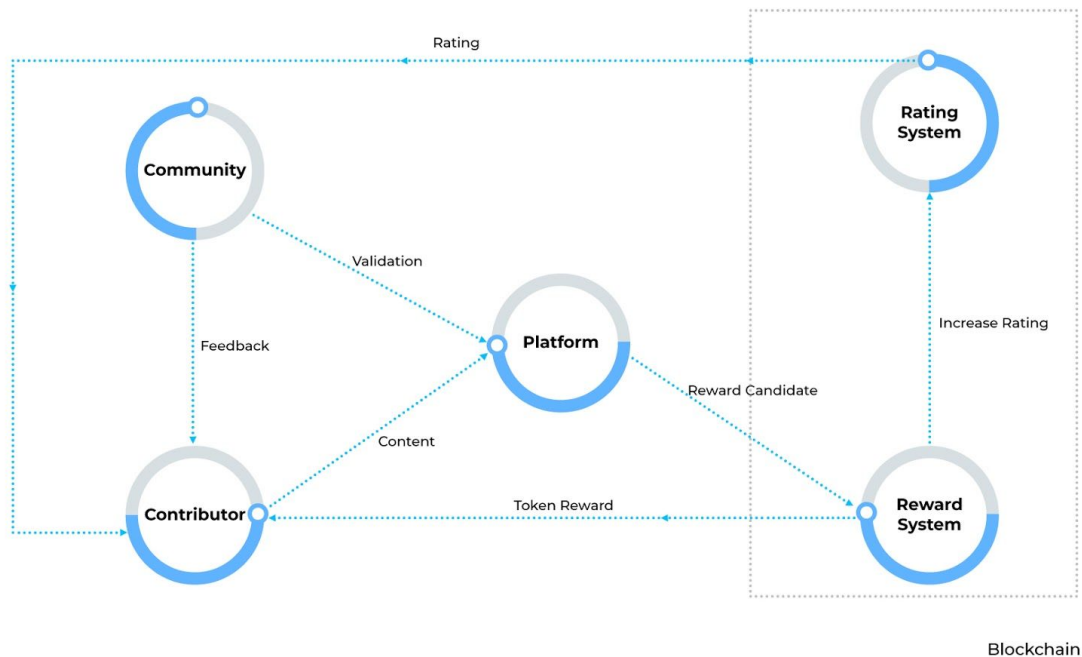 Rating
Rating
System
Community
Validation
Platform
Increase Rating
Feedback
Reward Candidate
Content
Token Reward
Contributor
Reward
System
Blockchain